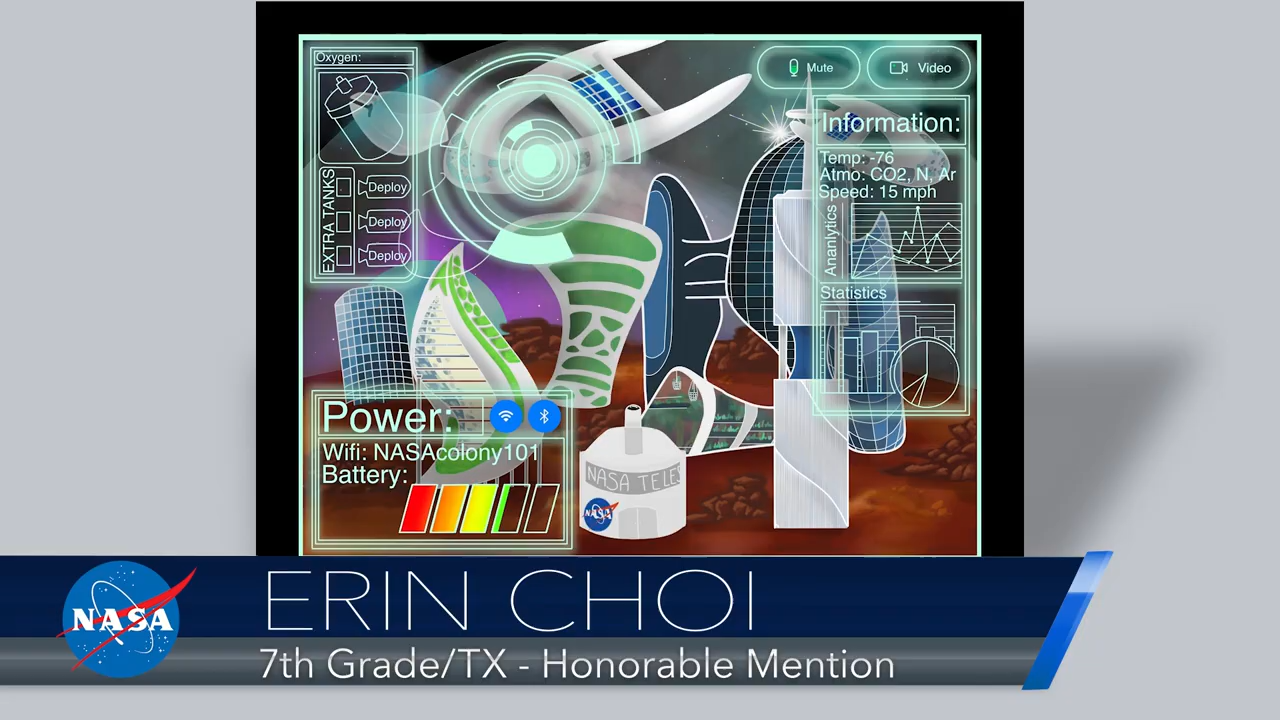 Oxygen:
EXTRA TANKS
Deploy
Deploy
Deploy
Mute
Video
Information:
Temp: -76
Atmo: CO2, N, Ar
Speed: 15 mph
Ananlytics
Statistics
Power:
Wifi: NASAcolony101
Battery:
NASA TELES
NASA
ERIN CHOI
NASA
7th Grade/TX - Honorable Mention